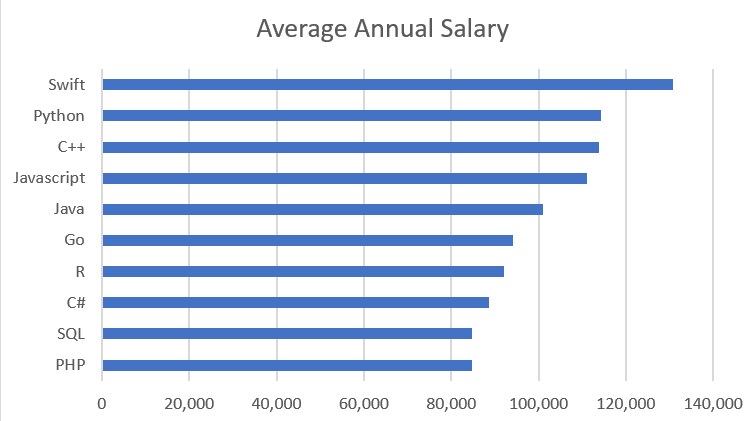 Average Annual Salary
Swift
Python
C++
Javascript
Java
Go
R
C#
SQL
PHP
0 20,000 40,000 60,000 80,000 100,000 120,000 140,000